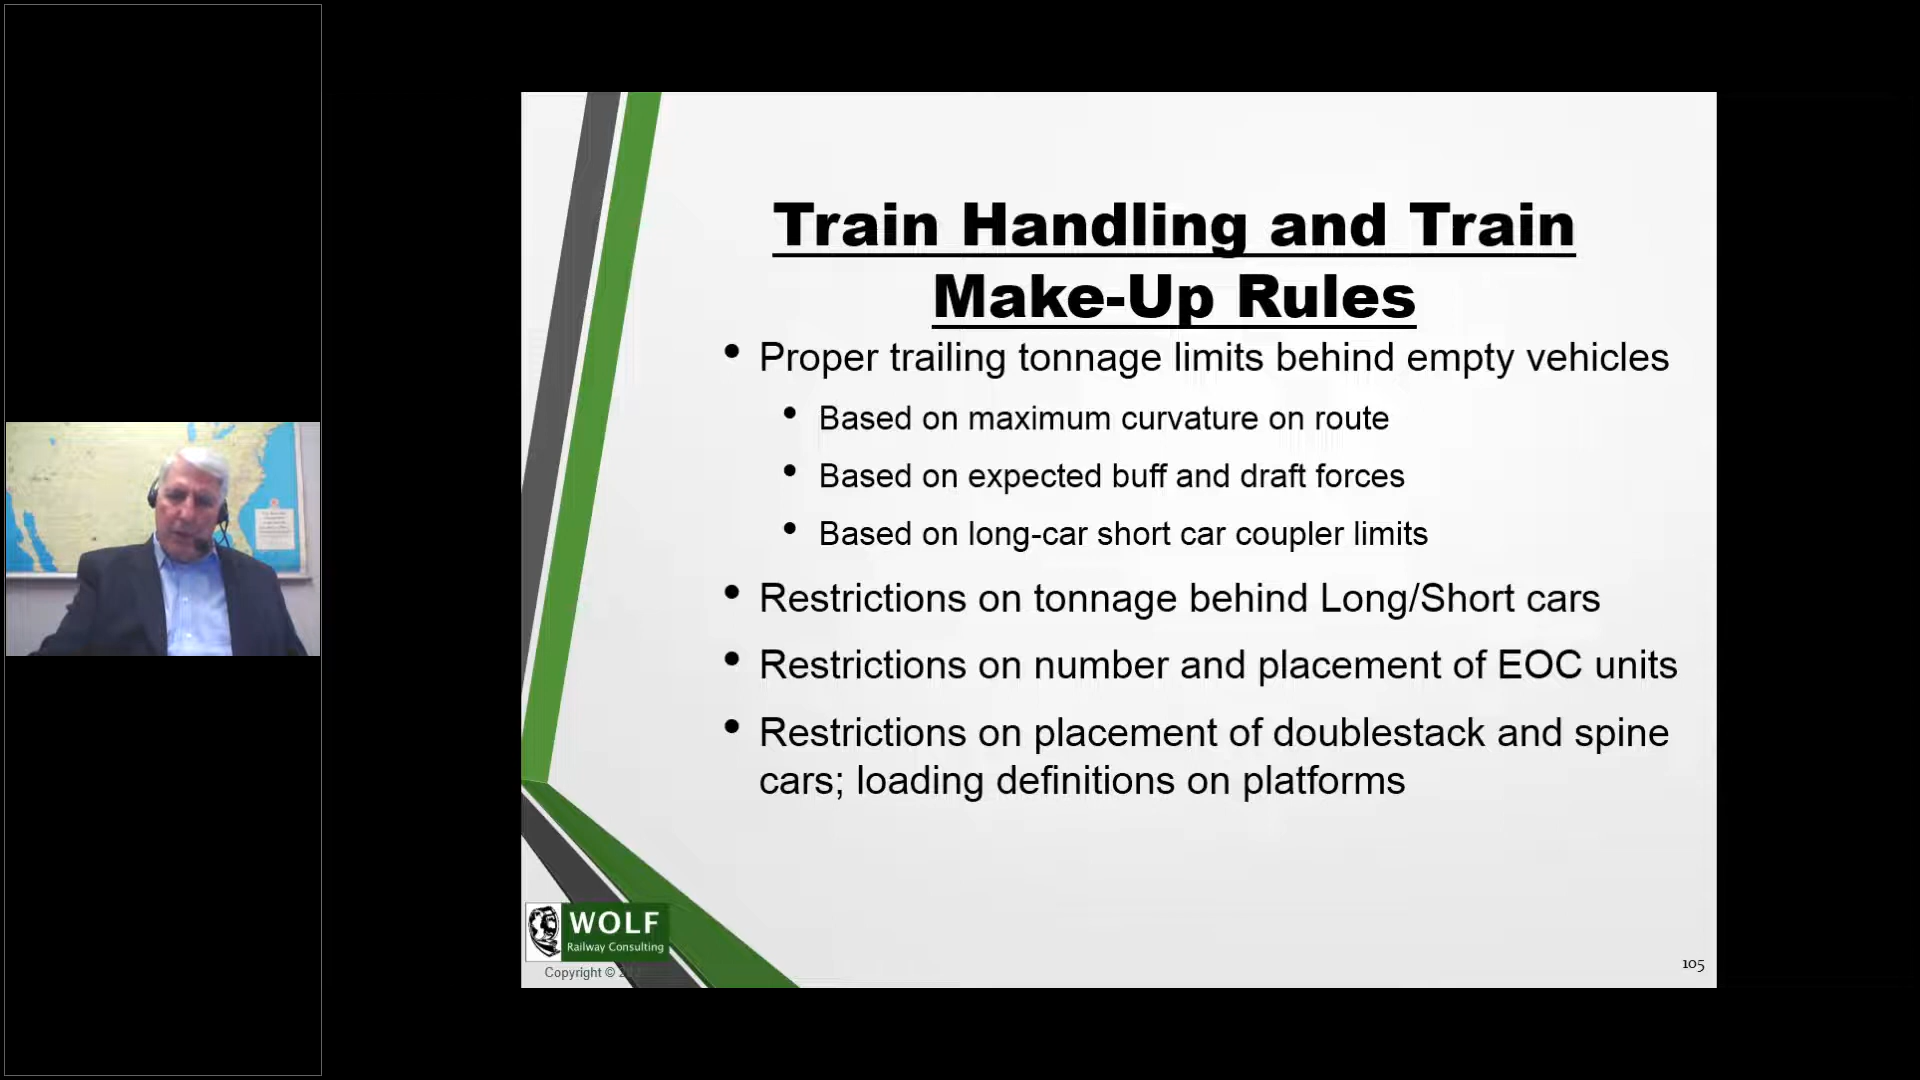 Train Handling and Train
Make-Up Rules
• Proper trailing tonnage limits behind empty vehicles
• Based on maximum curvature on route
• Based on expected buff and draft forces
• Based on long-car short car coupler limits
• Restrictions on tonnage behind Long/Short cars
• Restrictions on number and placement of EOC units
• Restrictions on placement of doublestack and spine
cars; loading definitions on platforms
WOLF
Railway Consulting
Copyright ©
105